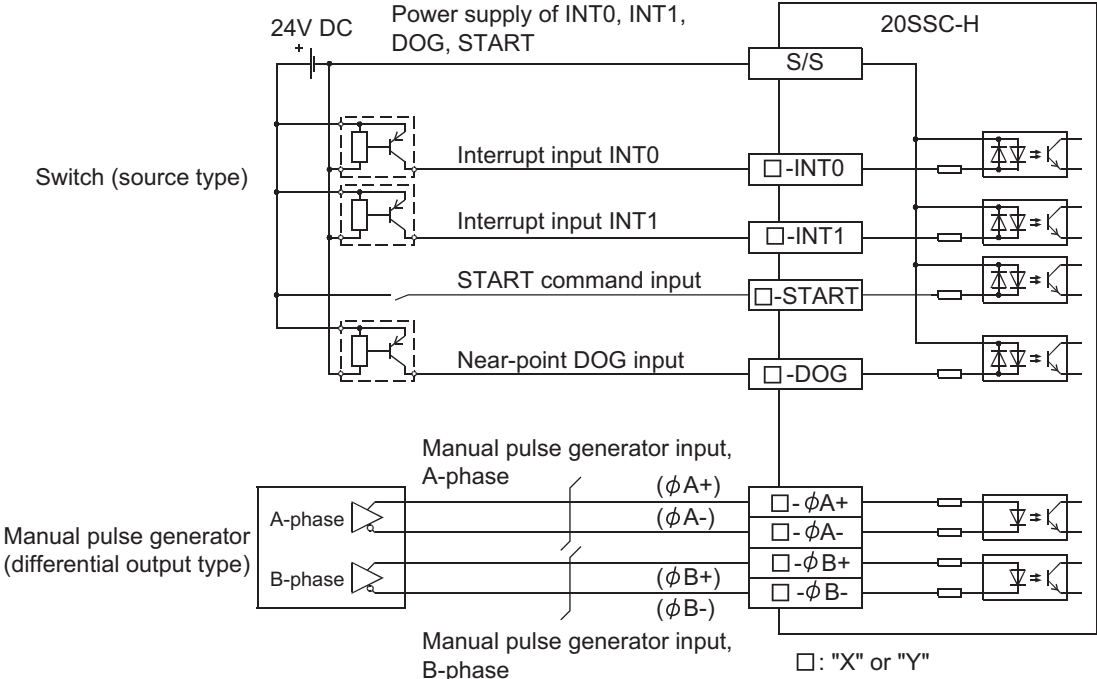 24V DC
+
Power supply of INT0, INT1,
DOG, START
20SSC-H
S/S
Switch (source type)
Interrupt input INT0
□-INT0
Interrupt input INT1
□-INT1
START command input
□-START
Near-point DOG input
□-DOG
Manual pulse generator input,
A-phase
Manual pulse generator
(differential output type)
A-phase
(ϕA+)
□-ϕA+
(ϕA-)
□-ϕA-
B-phase
(ϕB+)
□-ϕB+
(ϕB-)
□-ϕB-
Manual pulse generator input,
B-phase
□: "X" or "Y"